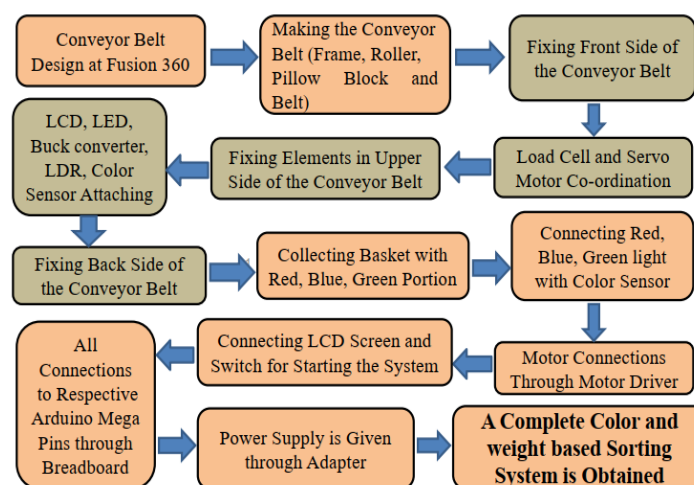 Conveyor Belt
Design at Fusion 360
Making the Conveyor
Belt (Frame, Roller,
Pillow Block and
Belt)
Fixing Front Side of
the Conveyor Belt
Load Cell and Servo
Motor Co-ordination
Fixing Elements in Upper
Side of the Conveyor Belt
LCD, LED,
Buck converter,
LDR, Color
Sensor Attaching
Fixing Back Side of
the Conveyor Belt
Collecting Basket with
Red, Blue, Green Portion
Connecting Red,
Blue, Green light
with Color Sensor
Motor Connections
Through Motor Driver
Connecting LCD Screen and
Switch for Starting the System
All
Connections
to Respective
Arduino Mega
Pins through
Breadboard
Power Supply is Given
through Adapter
A Complete Color and
weight based Sorting
System is Obtained